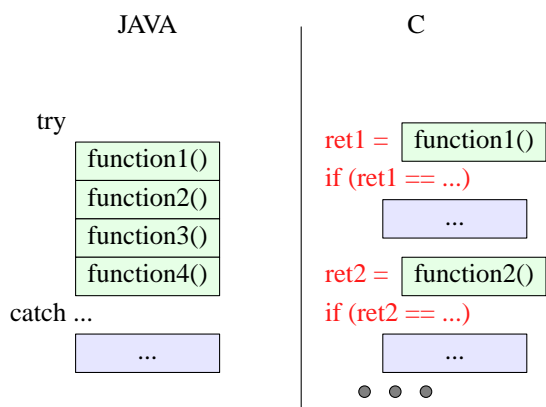 JAVA
try
function1()
function2()
function3()
function4()
catch ...
...
C
ret1 = function1()
if (ret1 == ...)
...
ret2 = function2()
if (ret2 == ...)
...